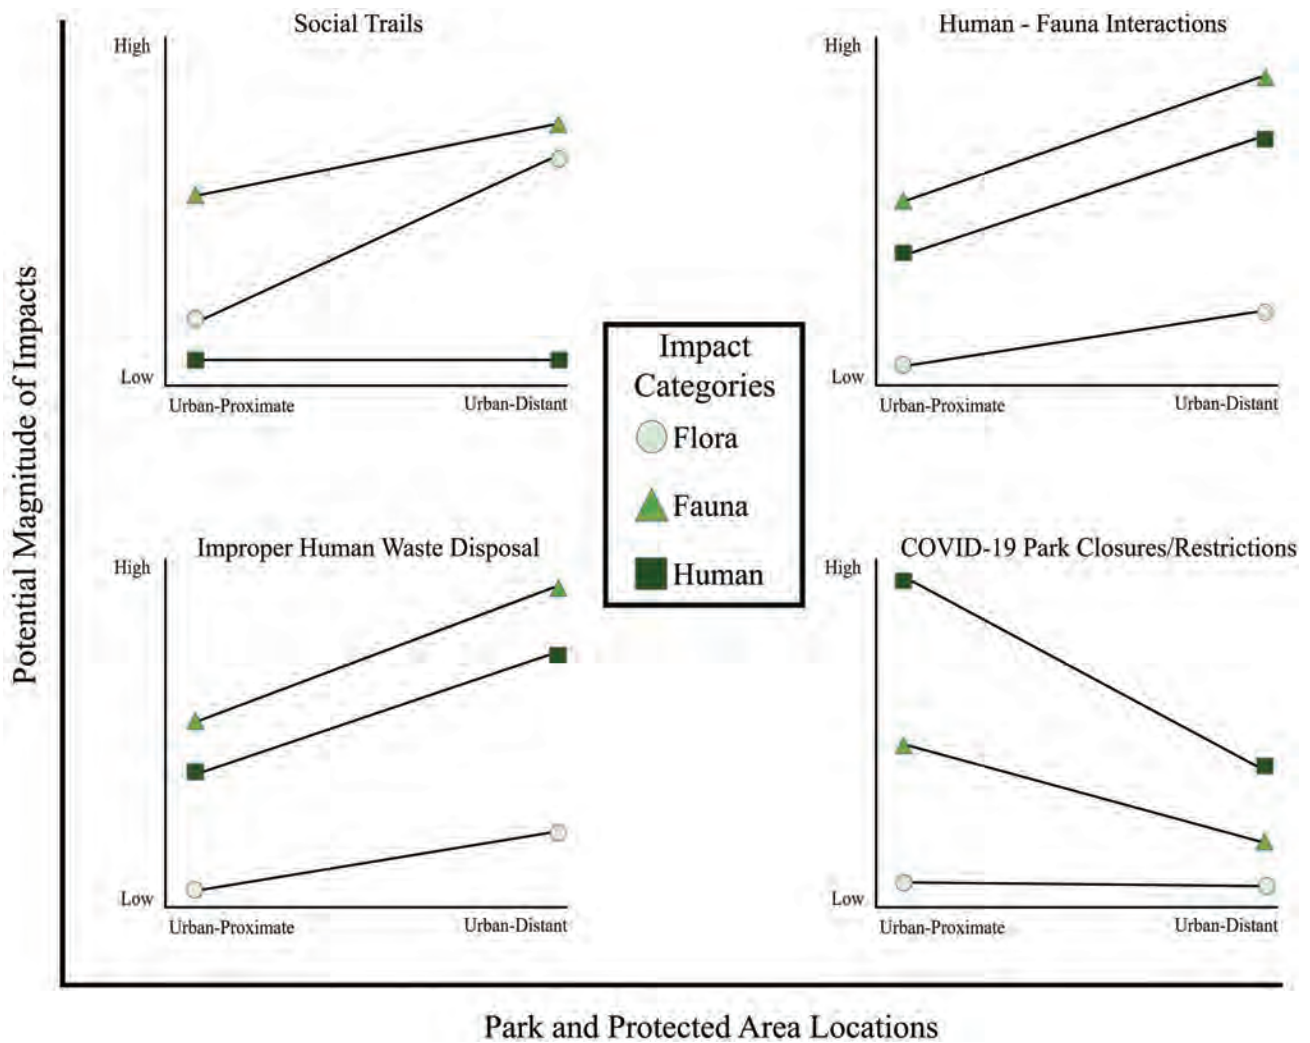 Social Trails
High
Low
Urban-Proximate
Urban-Distant
Human - Fauna Interactions
High
Low
Urban-Proximate
Urban-Distant
Impact
Categories
Flora
Fauna
Human
Improper Human Waste Disposal
High
Low
Urban-Proximate
Urban-Distant
COVID-19 Park Closures/Restrictions
High
Low
Urban-Proximate
Urban-Distant
Potential Magnitude of Impacts
Park and Protected Area Locations